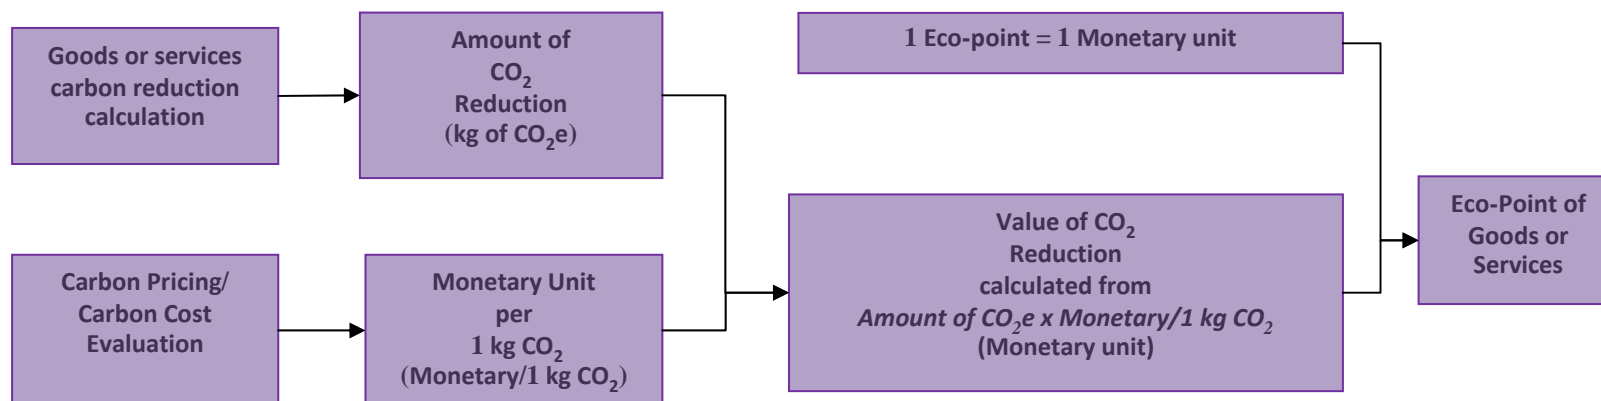 Goods or services
carbon reduction
calculation
Amount of
CO₂
Reduction
(kg of CO₂e)
1 Eco-point = 1 Monetary unit
Carbon Pricing/
Carbon Cost
Evaluation
Monetary Unit
per
1 kg CO₂
(Monetary/1 kg CO₂)
Value of CO₂
Reduction
calculated from
Amount of CO₂e x Monetary/1 kg CO₂
(Monetary unit)
Eco-Point of
Goods or
Services